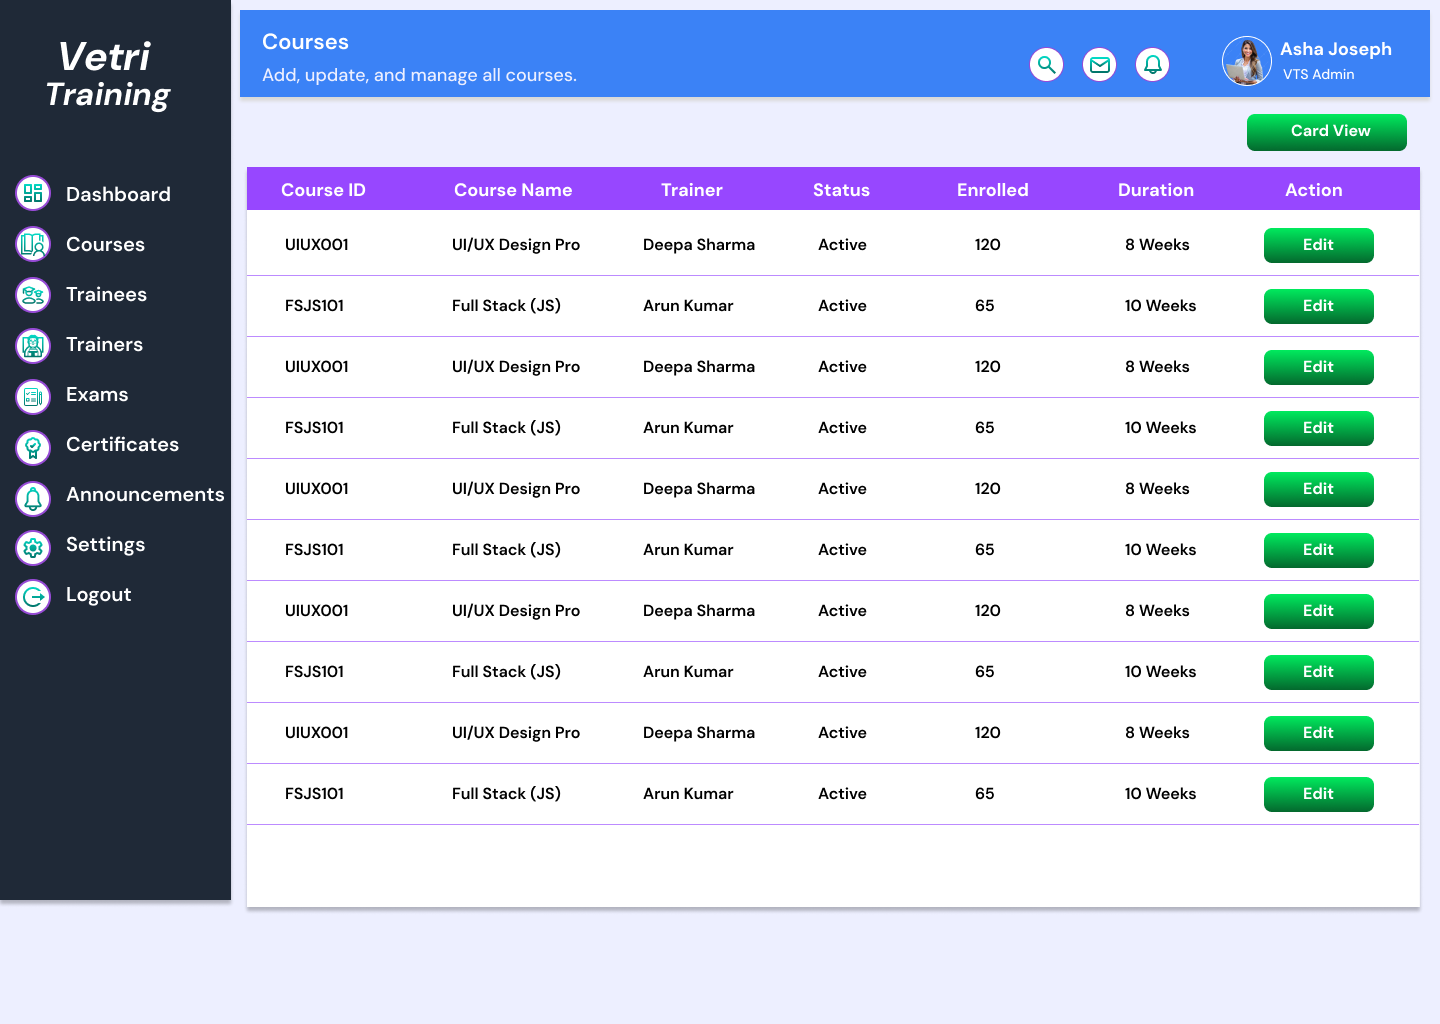 Vetri
Training
Dashboard
Courses
Trainees
Trainers
Exams
Certificates
Announcements
Settings
Logout
Courses
Add, update, and manage all courses.
Asha Joseph
VTS Admin
Card View
Course ID Course Name Trainer Status Enrolled Duration Action
UIUX001 UI/UX Design Pro Deepa Sharma Active 120 8 Weeks Edit
FSJS101 Full Stack (JS) Arun Kumar Active 65 10 Weeks Edit
UIUX001 UI/UX Design Pro Deepa Sharma Active 120 8 Weeks Edit
FSJS101 Full Stack (JS) Arun Kumar Active 65 10 Weeks Edit
UIUX001 UI/UX Design Pro Deepa Sharma Active 120 8 Weeks Edit
FSJS101 Full Stack (JS) Arun Kumar Active 65 10 Weeks Edit
UIUX001 UI/UX Design Pro Deepa Sharma Active 120 8 Weeks Edit
FSJS101 Full Stack (JS) Arun Kumar Active 65 10 Weeks Edit
UIUX001 UI/UX Design Pro Deepa Sharma Active 120 8 Weeks Edit
FSJS101 Full Stack (JS) Arun Kumar Active 65 10 Weeks Edit